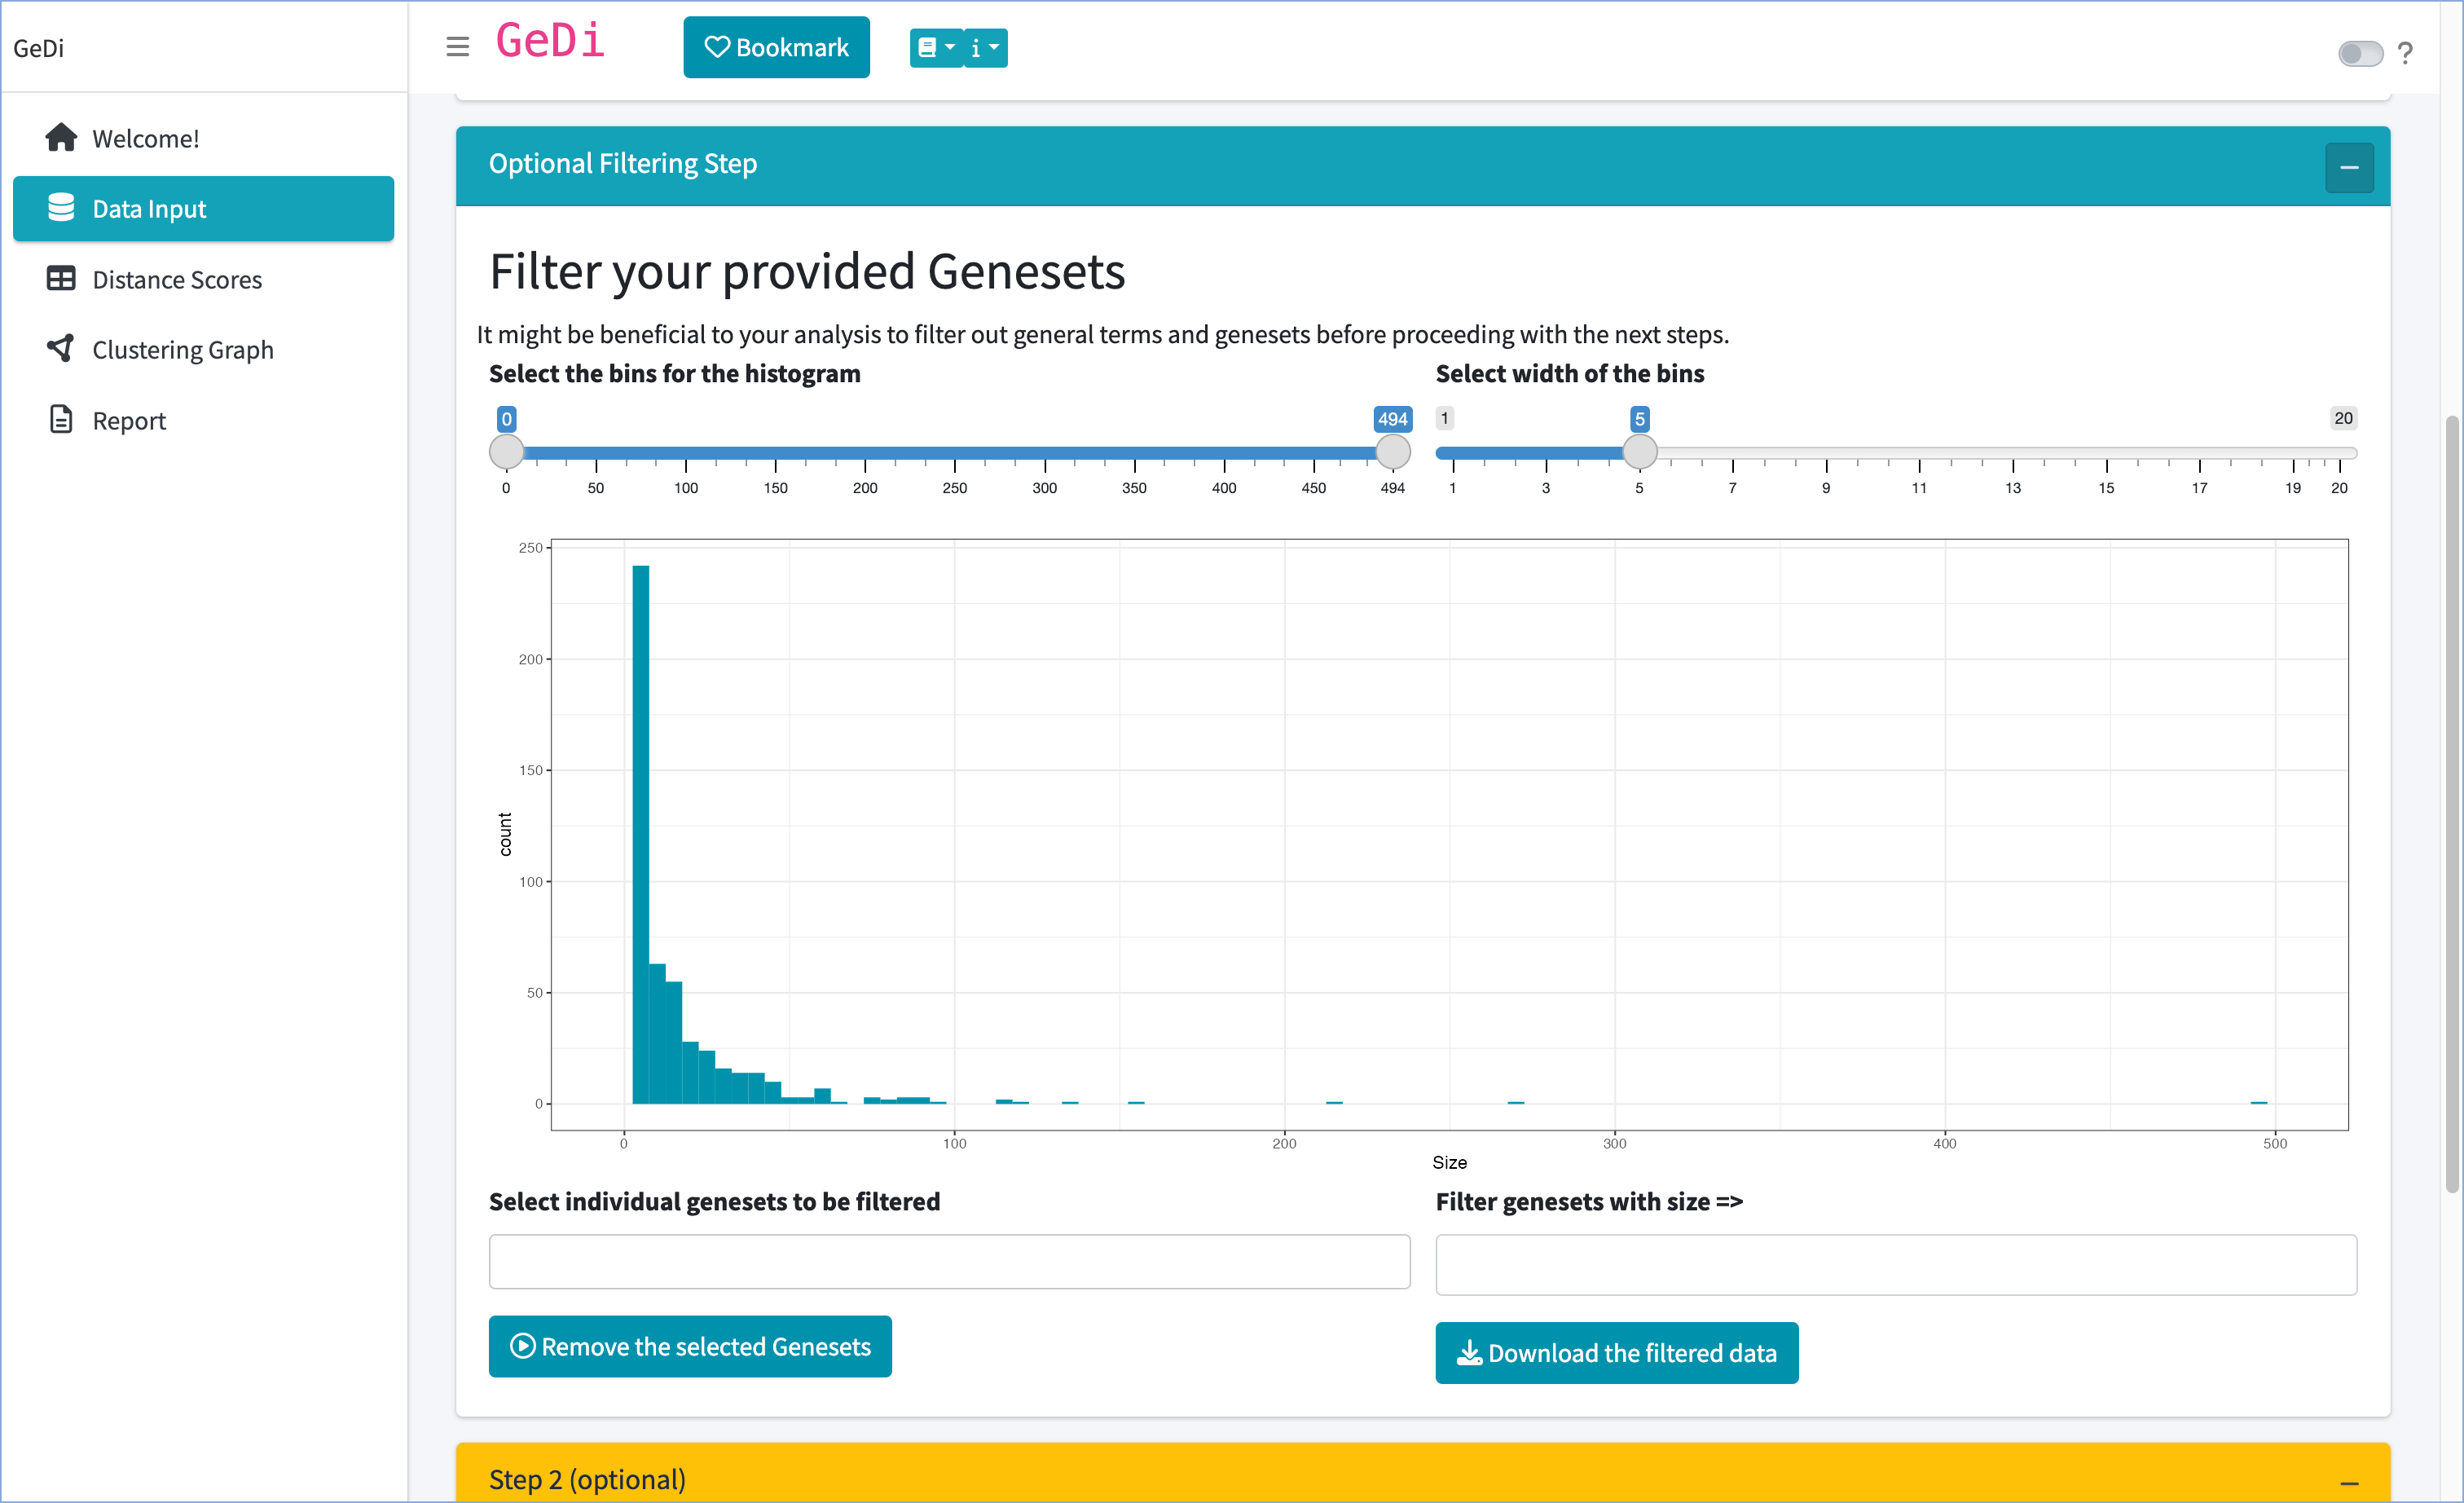 GeDi
GeDi
Bookmark
i
?
Welcome!
Data Input
Distance Scores
Clustering Graph
Report
Optional Filtering Step
Filter your provided Genesets
It might be beneficial to your analysis to filter out general terms and genesets before proceeding with the next steps.
Select the bins for the histogram
0 494
0 50 100 150 200 250 300 350 400 450 494
Select width of the bins
1 5 20
1 3 5 7 9 11 13 15 17 19 20
250
200
150
100
50
0
count
0 100 200 300 400 500
Size
Select individual genesets to be filtered
Remove the selected Genesets
Filter genesets with size =>
Download the filtered data
Step 2 (optional)